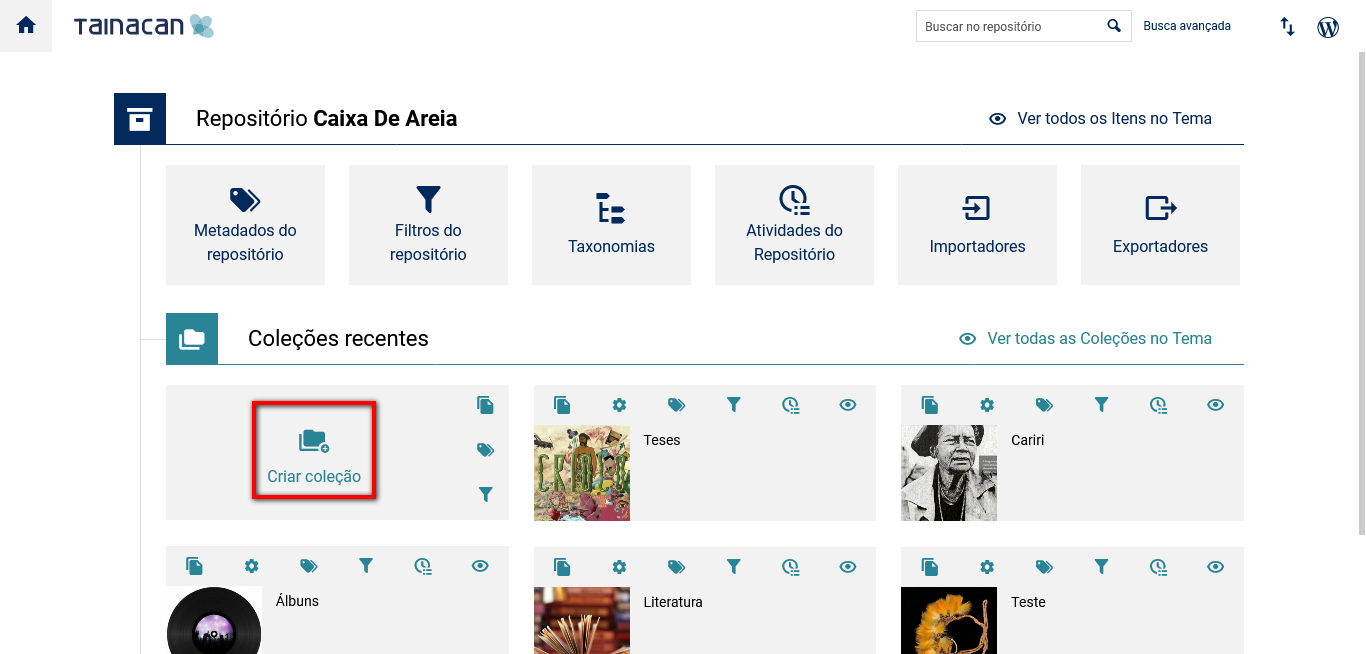 TAINACAN
Buscar no repositório
Busca avançada
Repositório Caixa De Areia
Ver todos os Itens no Tema
Metadados do
repositório
Filtros do
repositório
Taxonomias
Atividades do
Repositório
Importadores
Exportadores
Coleções recentes
Ver todas as Coleções no Tema
Criar coleção
Teses
Cariri
Álbuns
Literatura
Teste